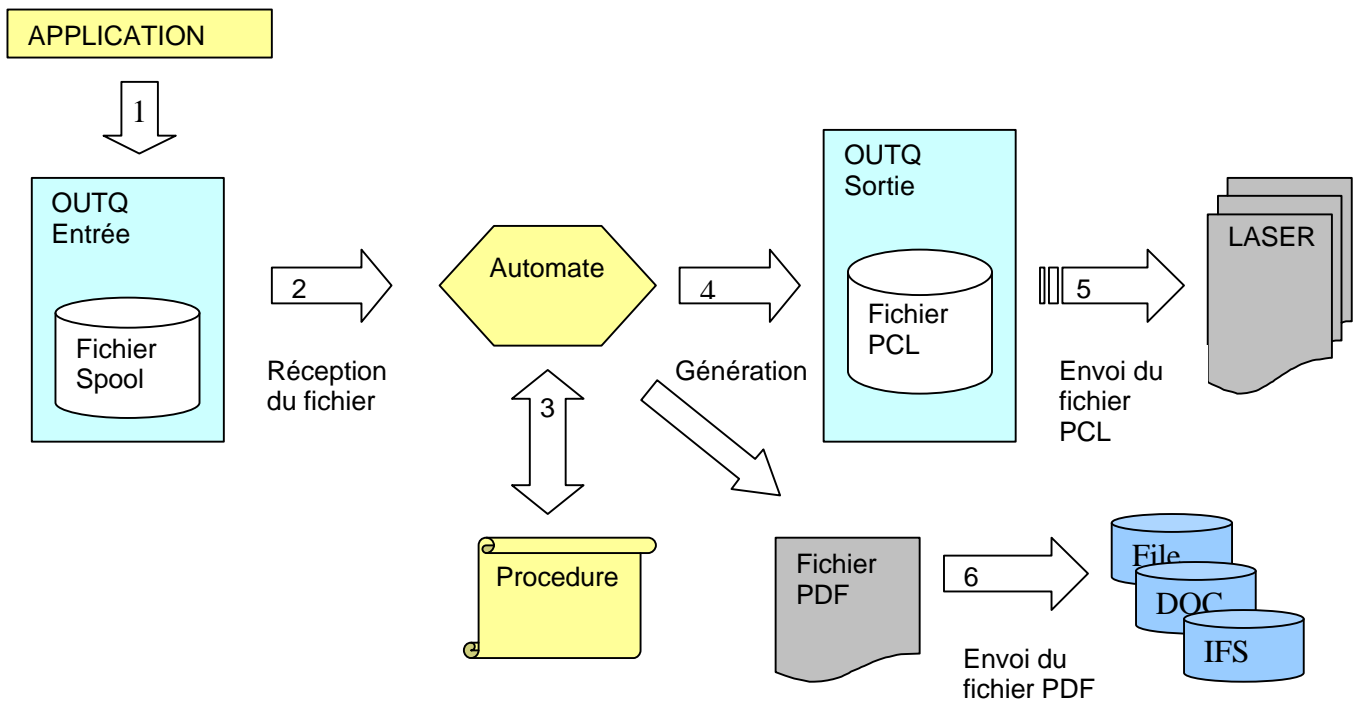 APPLICATION
1
OUTQ
Entrée
Fichier
Spool
2
Réception
du fichier
Automate
3
Procedure
4
Génération
OUTQ
Sortie
Fichier
PCL
5
Envoi du
fichier
PCL
LASER
Fichier
PDF
6
Envoi du
fichier PDF
File
DOC
IFS